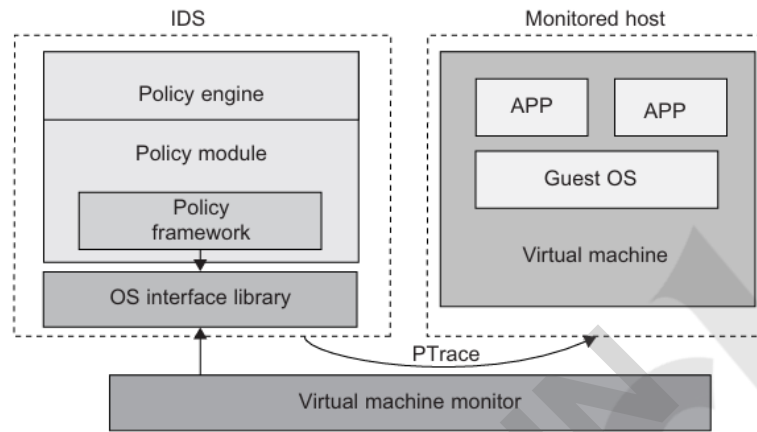 IDS
Monitored host
Policy engine
Policy module
Policy
framework
OS interface library
APP
APP
Guest OS
Virtual machine
PTrace
Virtual machine monitor